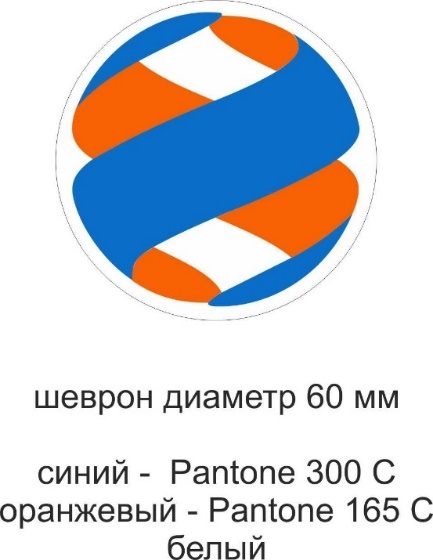 шеврон диаметр 60 мм
синий - Pantone 300 C
оранжевый - Pantone 165 C
белый